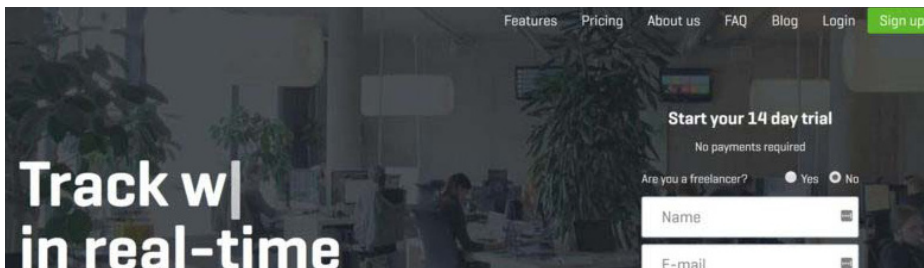 Features Pricing About us FAQ Blog Login Sign up
Start your 14 day trial
No payments required
Are you a freelancer? Yes No
Name
E-mail
Track w
in real-time